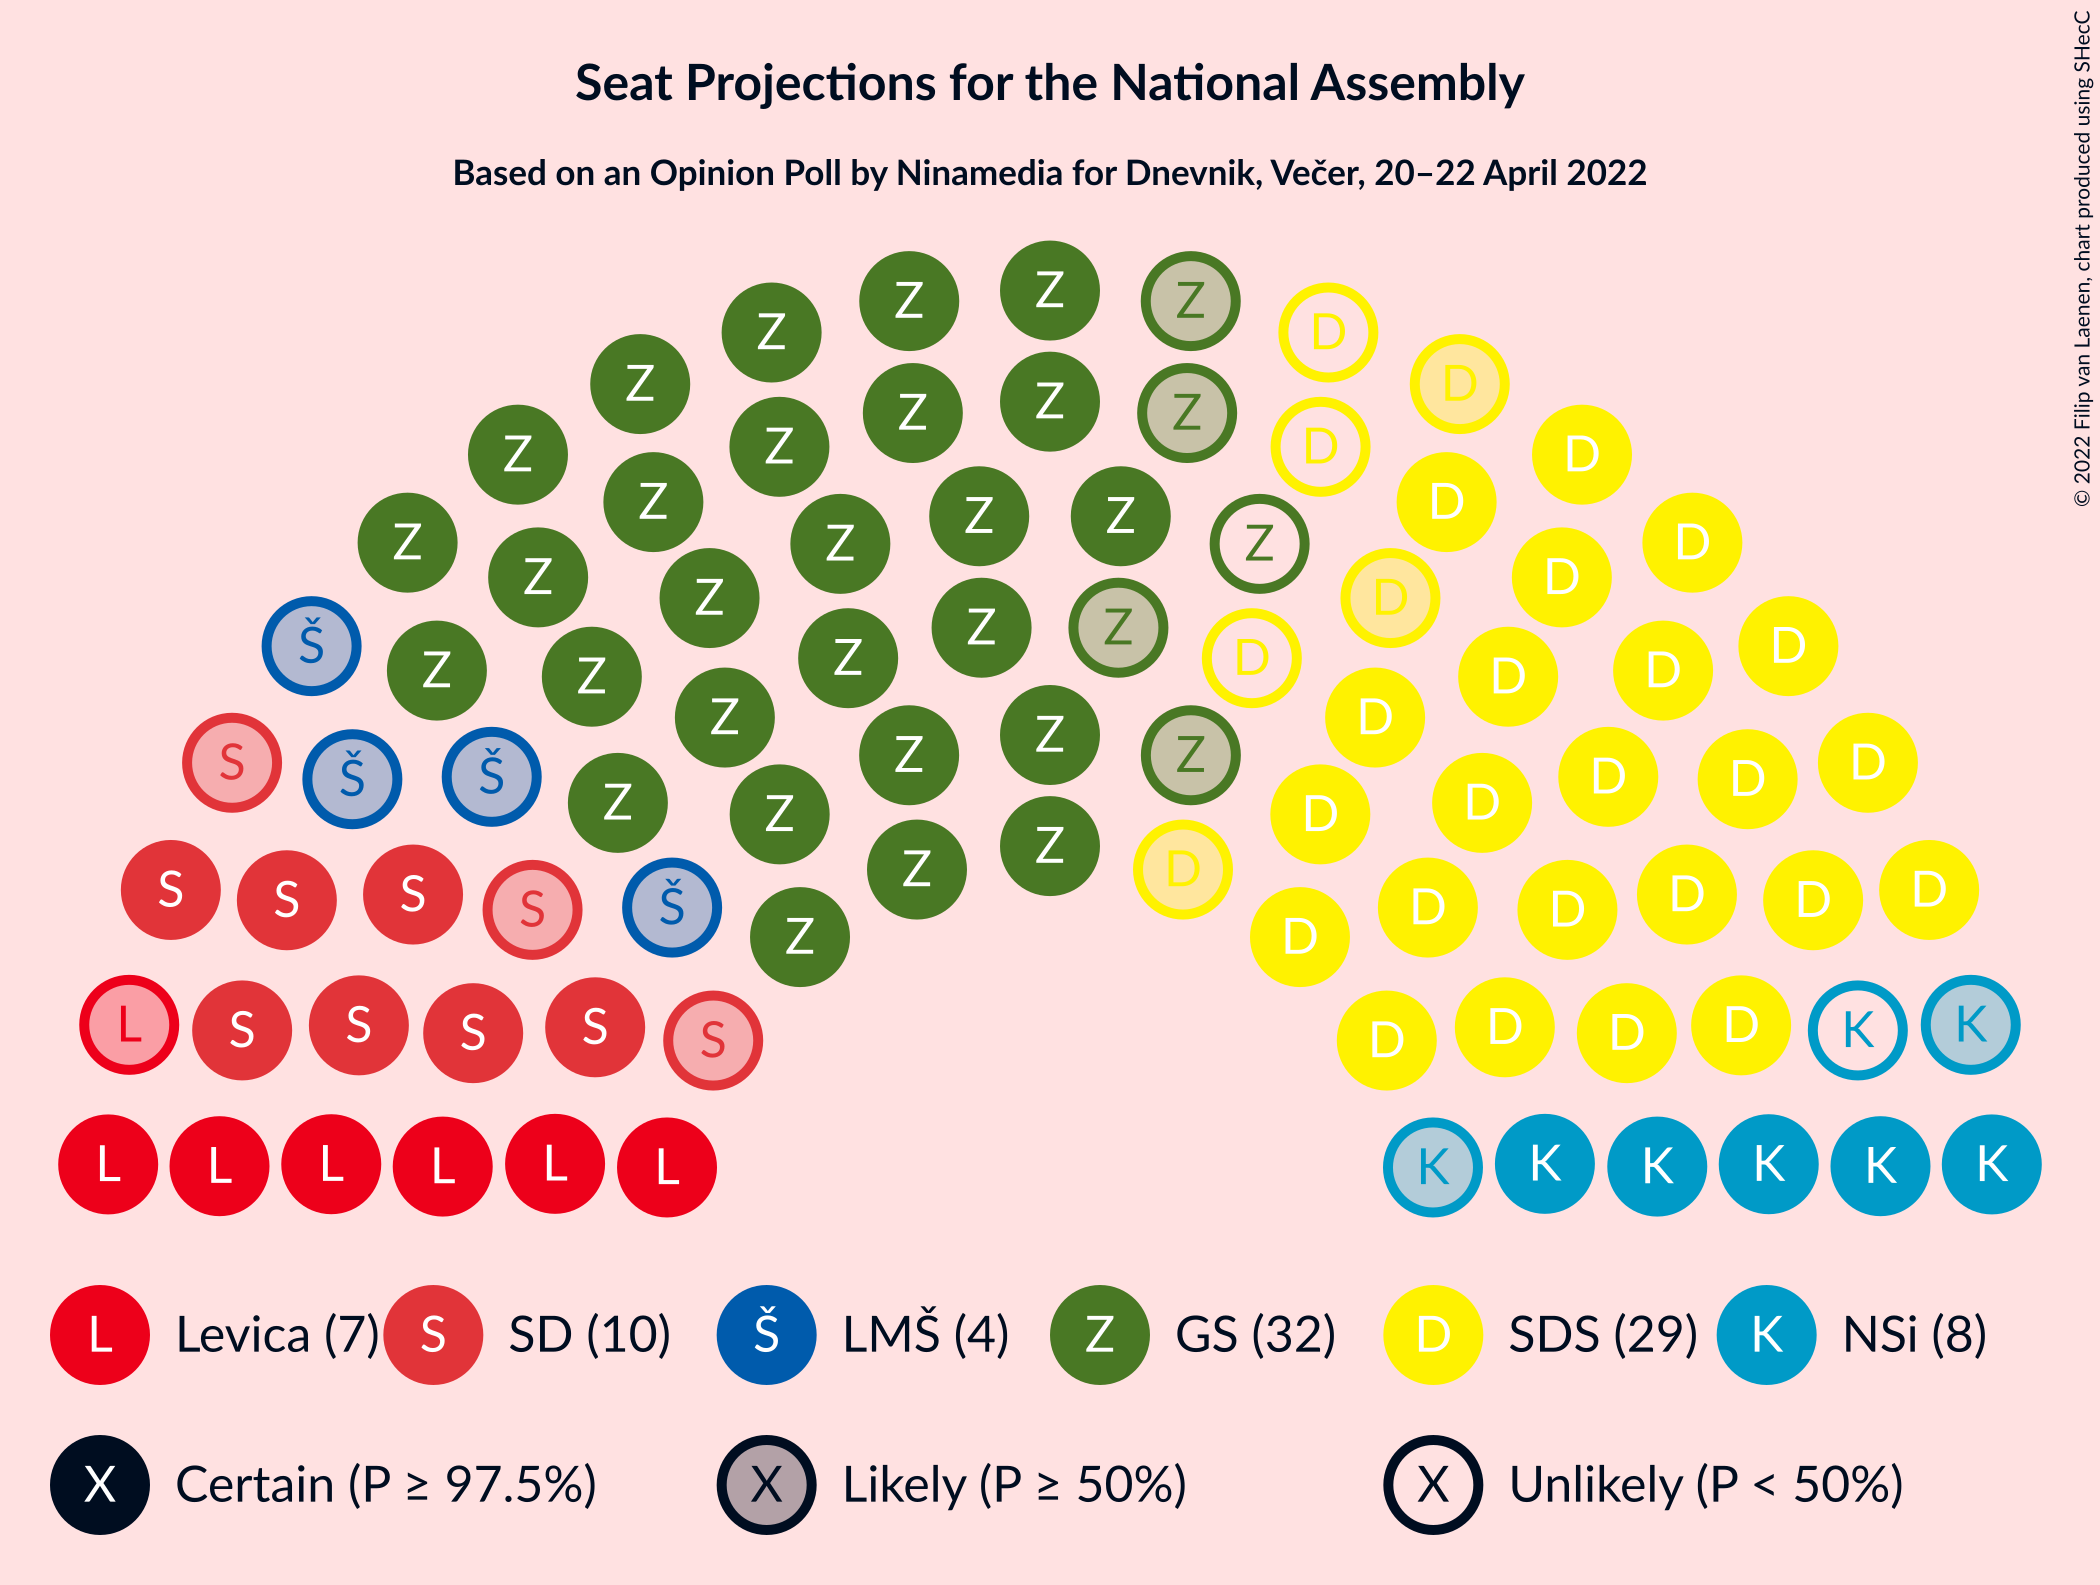 Seat Projections for the National Assembly
Based on an Opinion Poll by Ninamedia for Dnevnik, Večer, 20–22 April 2022
© 2022 Filip van Laenen, chart produced using SHecC
Z
Z Z
Z D
Z D
Z Z
Z Z
Z D
Z D
Z Z
Z Z
Z D
Z D
Z Z
Z D
Z D
Š Z
Z D
Z D
Z D
Z D
Z D
Z D
S Z
Š Z
Š D
Z D
Z D
Z D
Z D
S S S S Š Z D D D D D D
L S S S S S D D D D K K
L L L L L L K K K K K K
L Levica (7) S SD (10) Š LMŠ (4) Z GS (32) D SDS (29) K NSi (8)
X Certain (P ≥ 97.5%) X Likely (P ≥ 50%) X Unlikely (P < 50%)